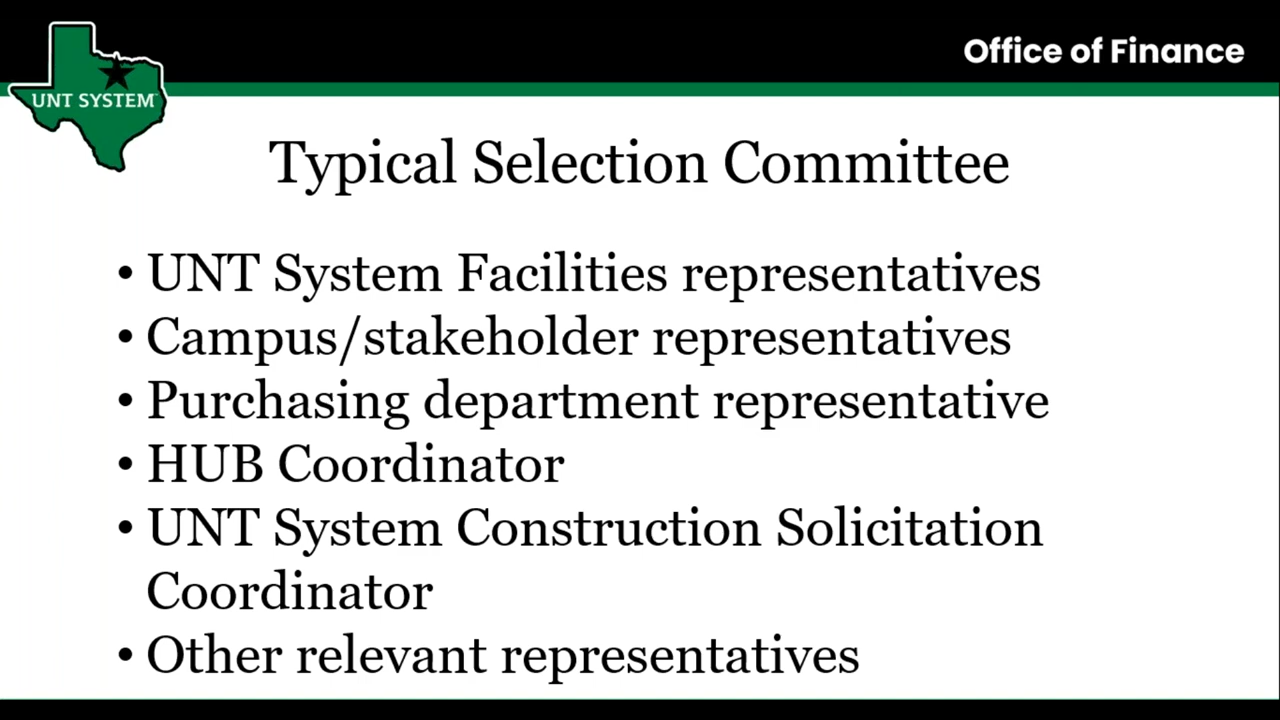 UNT SYSTEM
Office of Finance
Typical Selection Committee
• UNT System Facilities representatives
• Campus/stakeholder representatives
• Purchasing department representative
• HUB Coordinator
• UNT System Construction Solicitation
Coordinator
• Other relevant representatives